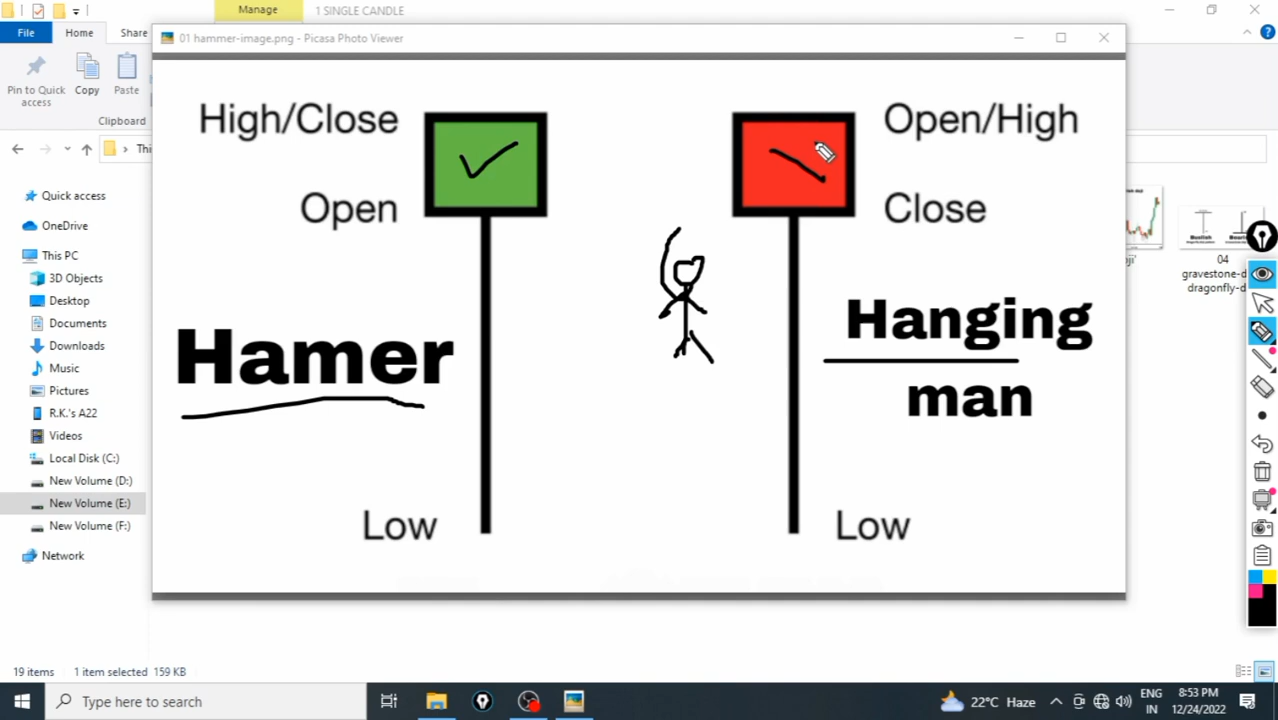 Manage
1 SINGLE CANDLE
File
Home
Share
01 hammer-image.png - Picasa Photo Viewer
Pin to Quick access
Copy
Paste
Clipboard
Quick access
OneDrive
This PC
3D Objects
Desktop
Documents
Downloads
Music
Pictures
R.K.'s A22
Videos
Local Disk (C:)
New Volume (D:)
New Volume (E:)
New Volume (F:)
Network
High/Close
Open
Hamer
Low
Open/High
Close
Hanging
man
Low
04
gravestone-d
dragonfly-d
19 items
1 item selected 159 KB
Type here to search
22°C Haze
ENG
IN
8:53 PM
12/24/2022